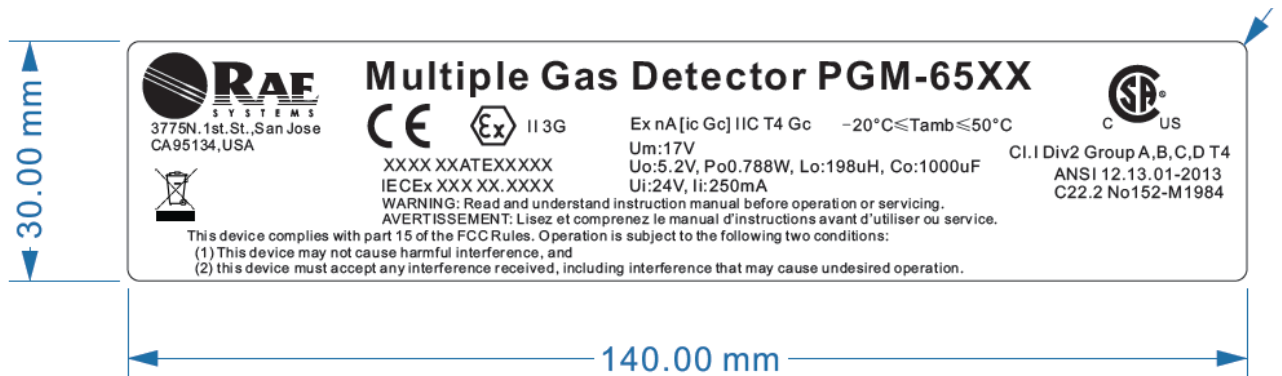 RAE
SYSTEMS
3775N.1st.St.,San Jose
CA95134,USA
Multiple Gas Detector PGM-65XX
CE
Ex
II 3G
Ex nA [ic Gc] IIC T4 Gc
-20°C≤Tamb≤50°C
XXXX XXATEXXXXX
IECEx XXX XX.XXXX
Um:17V
Uo:5.2V, Po0.788W, Lo:198uH, Co:1000uF
Ui:24V, Ii:250mA
SA®
C US
CI.I Div2 Group A,B,C,D T4
ANSI 12.13.01-2013
C22.2 No152-M1984
WARNING: Read and understand instruction manual before operation or servicing.
AVERTISSEMENT: Lisez et comprenez le manual d'instructions avant d'utiliser ou service.
This device complies with part 15 of the FCC Rules. Operation is subject to the following two conditions:
(1) This device may not cause harmful interference, and
(2) this device must accept any interference received, including interference that may cause undesired operation.
30.00 mm
140.00 mm